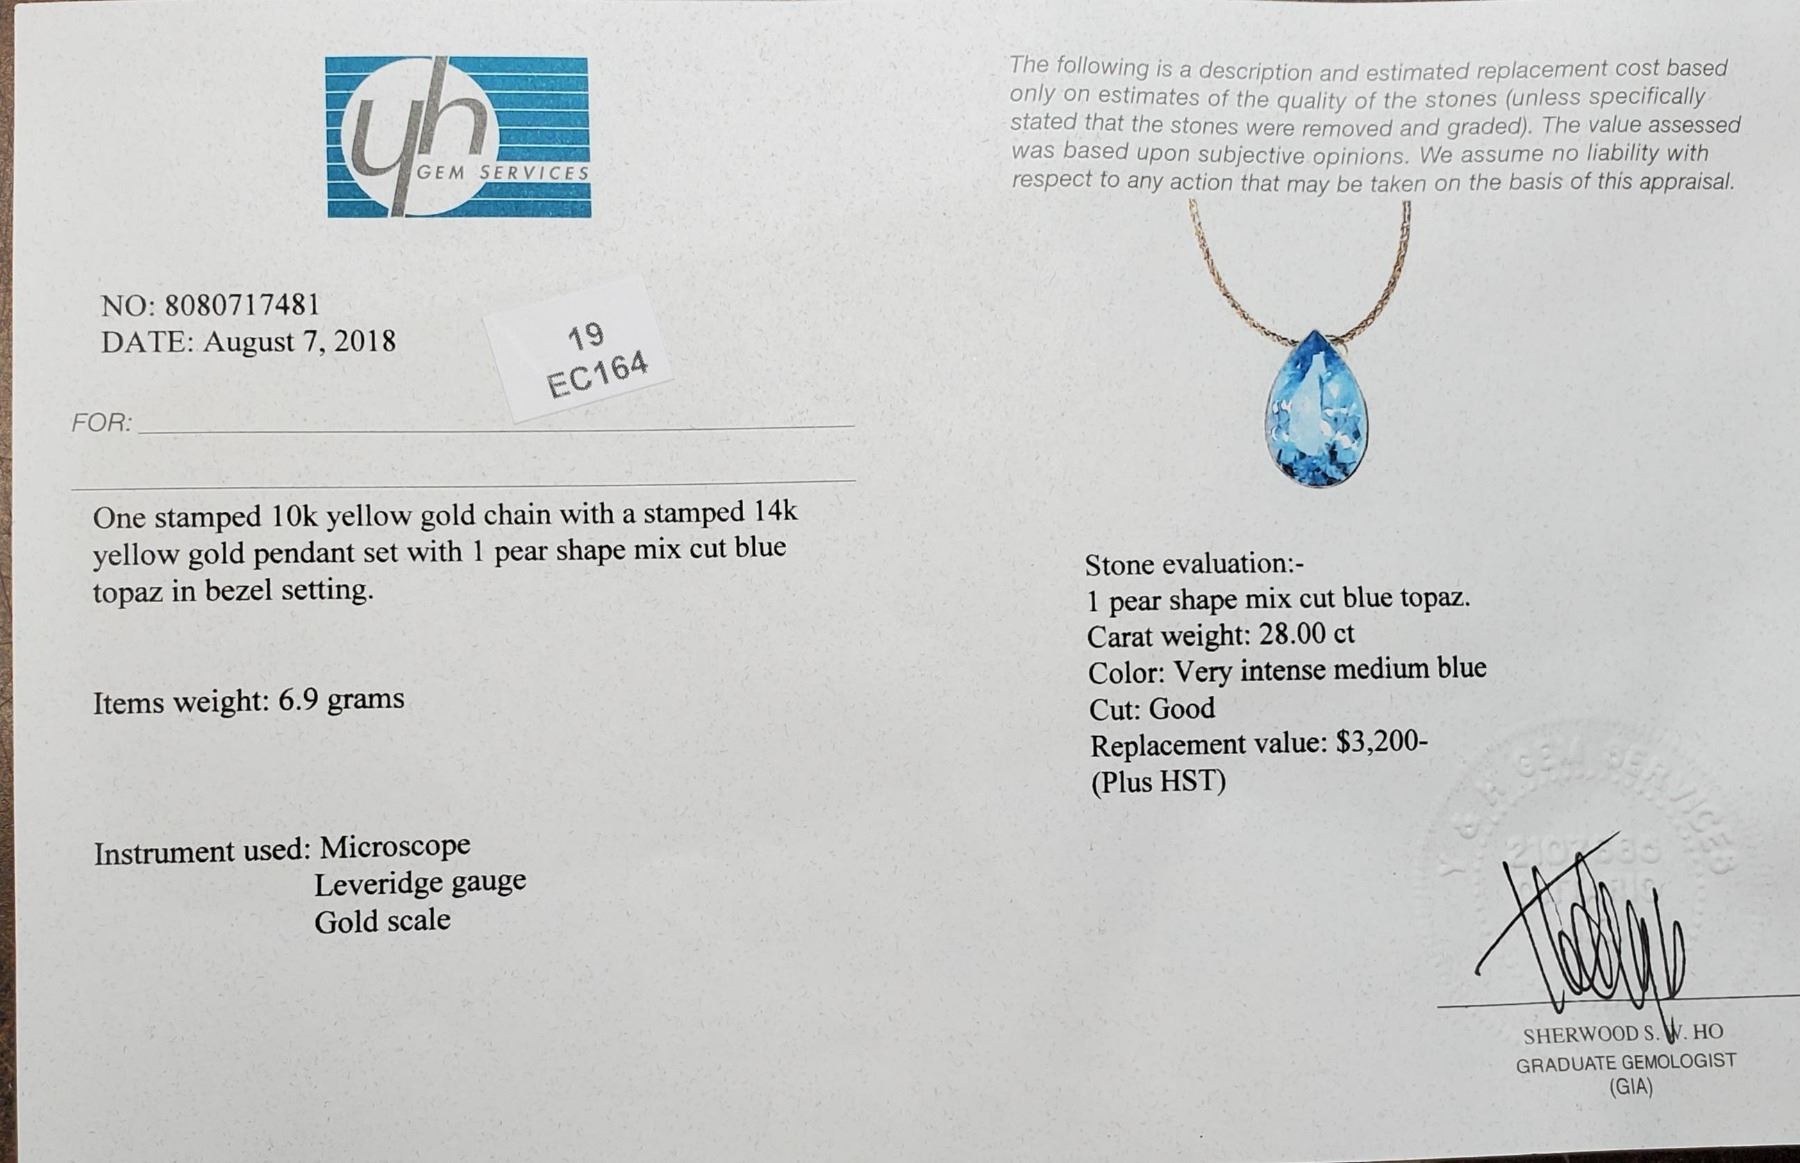 yh
GEM SERVICES
NO: 8080717481
DATE: August 7, 2018
19
EC164
FOR:
One stamped 10k yellow gold chain with a stamped 14k
yellow gold pendant set with 1 pear shape mix cut blue
topaz in bezel setting.
Items weight: 6.9 grams
Instrument used: Microscope
Leveridge gauge
Gold scale
The following is a description and estimated replacement cost based
only on estimates of the quality of the stones (unless specifically
stated that the stones were removed and graded). The value assessed
was based upon subjective opinions. We assume no liability with
respect to any action that may be taken on the basis of this appraisal.
Stone evaluation:-
1 pear shape mix cut blue topaz.
Carat weight: 28.00 ct
Color: Very intense medium blue
Cut: Good
Replacement value: $3,200-
(Plus HST)
Y & H GEM SERVICES
SHERWOOD S. W. HO
GRADUATE GEMOLOGIST
(GIA)